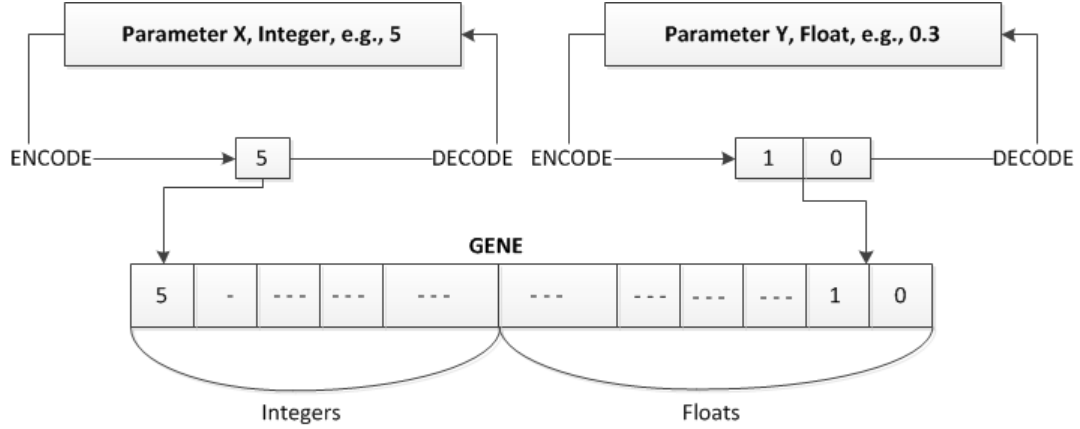 Parameter X, Integer, e.g., 5
Parameter Y, Float, e.g., 0.3
ENCODE
5
DECODE
ENCODE
1 0
DECODE
GENE
5 - --- --- --- --- --- --- --- 1 0
Integers
Floats